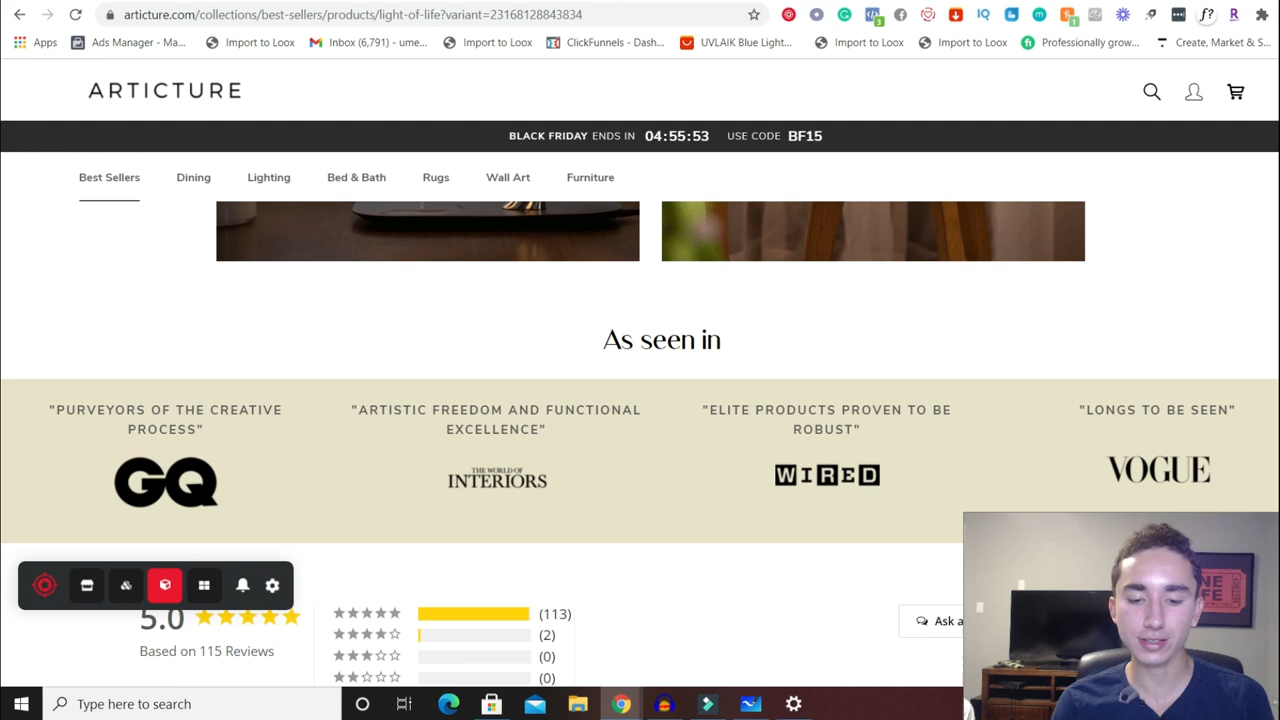 articture.com/collections/best-sellers/products/light-of-life?variant=23168128843834
Apps
Ads Manager - Ma...
Import to Loox
Inbox (6,791) - ume...
Import to Loox
ClickFunnels - Dash...
UVLAIK Blue Light...
Import to Loox
Import to Loox
Professionally grow...
Create, Market & S...
ARTICTURE
BLACK FRIDAY ENDS IN 04:55:53 USE CODE BF15
Best Sellers
Dining
Lighting
Bed & Bath
Rugs
Wall Art
Furniture
As seen in
"PURVEYORS OF THE CREATIVE
PROCESS"
GQ
"ARTISTIC FREEDOM AND FUNCTIONAL
EXCELLENCE"
THE WORLD OF
INTERIORS
"ELITE PRODUCTS PROVEN TO BE
ROBUST"
WIRED
"LONGS TO BE SEEN"
VOGUE
5.0
Based on 115 Reviews
(113)
(2)
(0)
(0)
Ask a
Type here to search